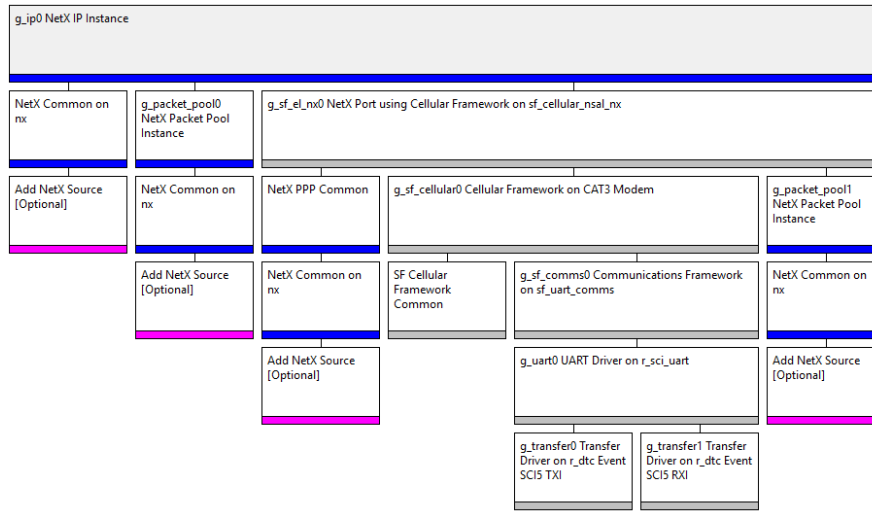 g_ip0 NetX IP Instance
NetX Common on
nx
g_packet_pool0
NetX Packet Pool
Instance
g_sf_el_nx0 NetX Port using Cellular Framework on sf_cellular_nsal_nx
Add NetX Source
[Optional]
NetX Common on
nx
NetX PPP Common
g_sf_cellular0 Cellular Framework on CAT3 Modem
g_packet_pool1
NetX Packet Pool
Instance
Add NetX Source
[Optional]
NetX Common on
nx
SF Cellular
Framework
Common
g_sf_comms0 Communications Framework
on sf_uart_comms
NetX Common on
nx
Add NetX Source
[Optional]
g_uart0 UART Driver on r_sci_uart
Add NetX Source
[Optional]
g_transfer0 Transfer
Driver on r_dtc Event
SCI5 TXI
g_transfer1 Transfer
Driver on r_dtc Event
SCI5 RXI